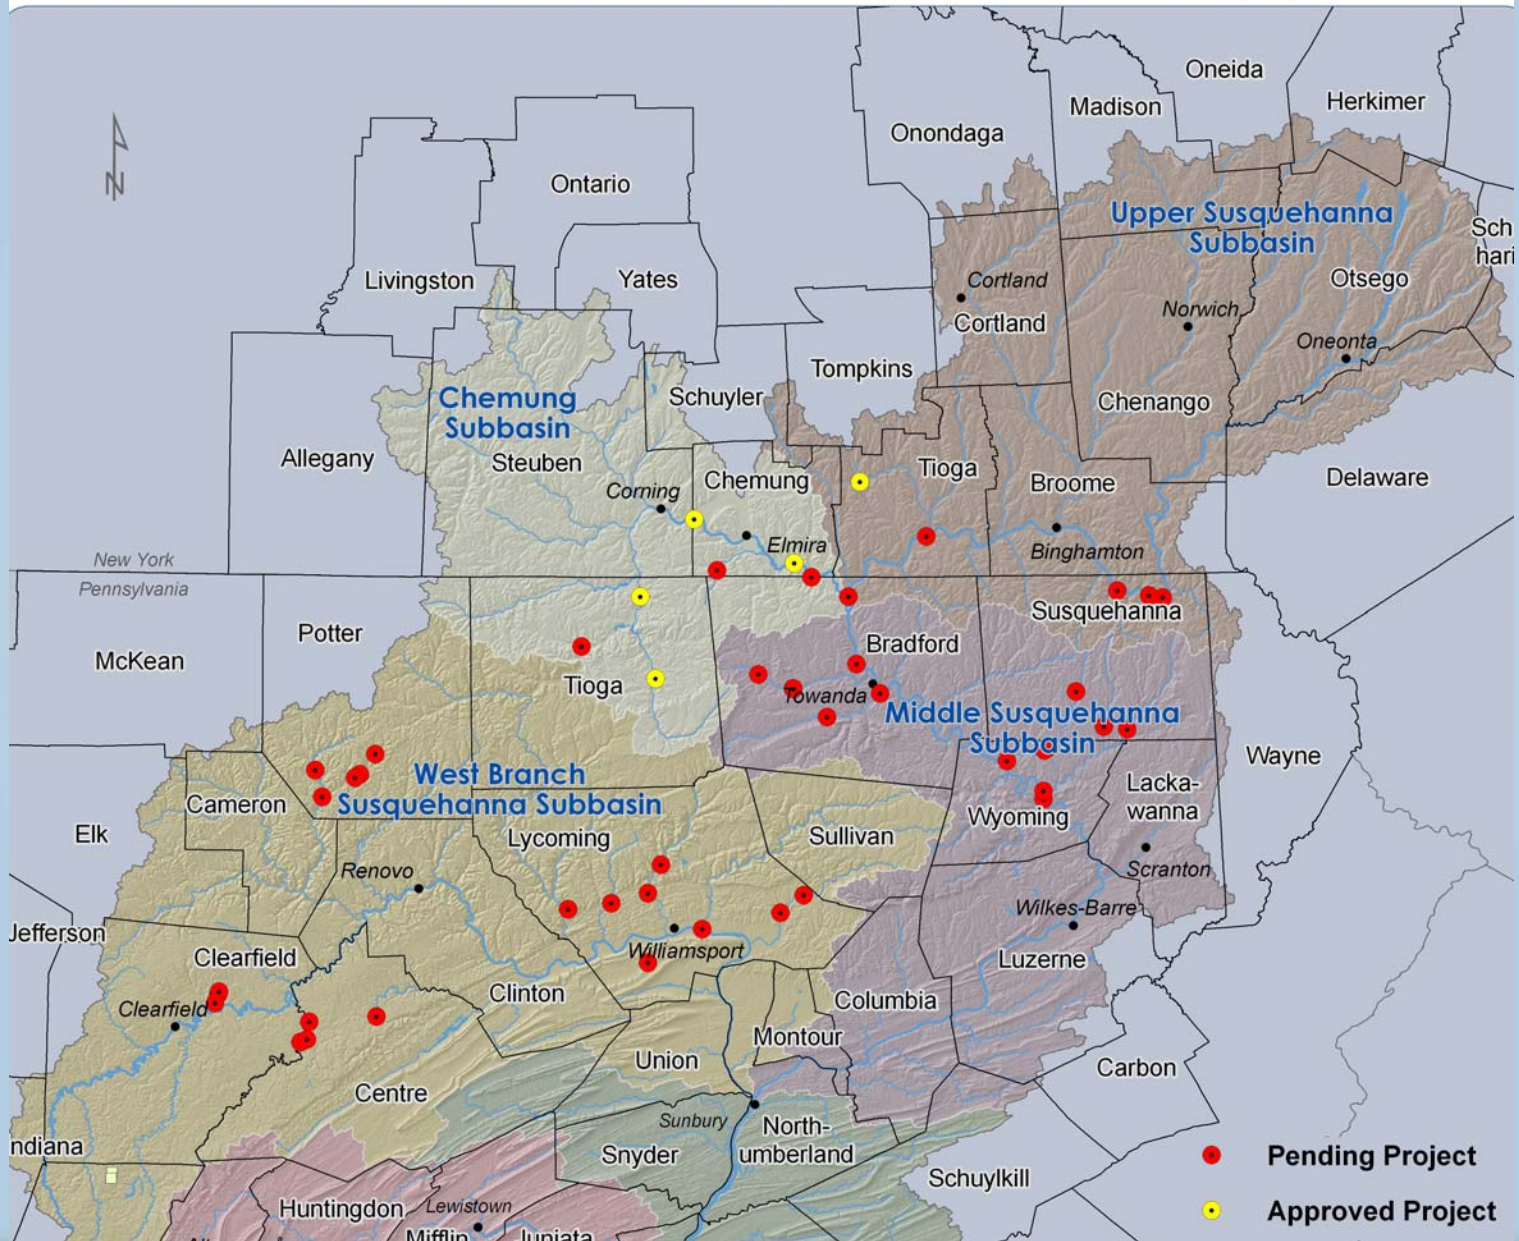 Oneida
Madison
Herkimer
Onondaga
Ontario
Upper Susquehanna
Subbasin
Sch
hari
Livingston
Yates
Cortland
Otsego
Norwich
Cortland
Oneonta
Tompkins
Schuyler
Chemung
Subbasin
Chenango
Allegany
Steuben
Chemung
Tioga
Broome
Delaware
Corning
Elmira
Binghamton
New York
Pennsylvania
Susquehanna
Potter
Bradford
McKean
Tioga
Towanda
Middle Susquehanna
Subbasin
Wayne
West Branch
Susquehanna Subbasin
Cameron
Lacka-
wanna
Wyoming
Elk
Lycoming
Sullivan
Renovo
Scranton
Wilkes-Barre
Jefferson
Clearfield
Williamsport
Luzerne
Clinton
Columbia
Clearfield
Montour
Union
Carbon
Centre
Sunbury
North-
umberland
ndiana
Snyder
Pending Project
Schuylkill
Huntingdon
Lewistown
Approved Project
Mifflin
Juniata